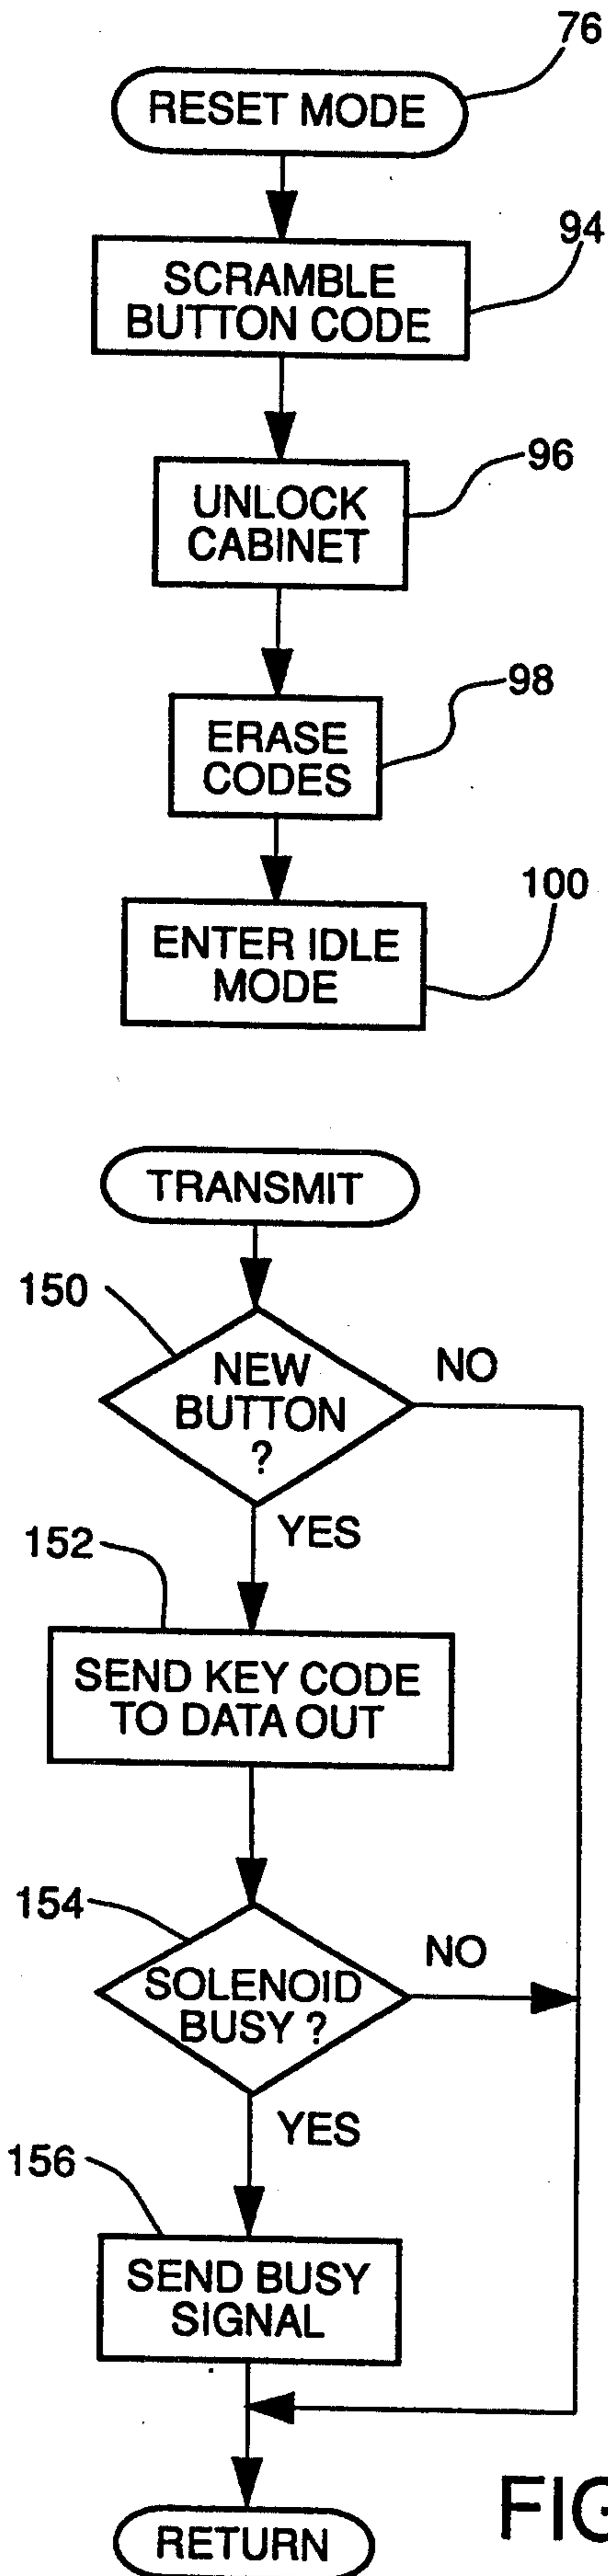 76
RESET MODE
94
SCRAMBLE
BUTTON CODE
96
UNLOCK
CABINET
98
ERASE
CODES
100
ENTER IDLE
MODE
TRANSMIT
150
NEW
BUTTON
?
NO
YES
152
SEND KEY CODE
TO DATA OUT
154
SOLENOID
BUSY ?
NO
YES
156
SEND BUSY
SIGNAL
RETURN
FIG